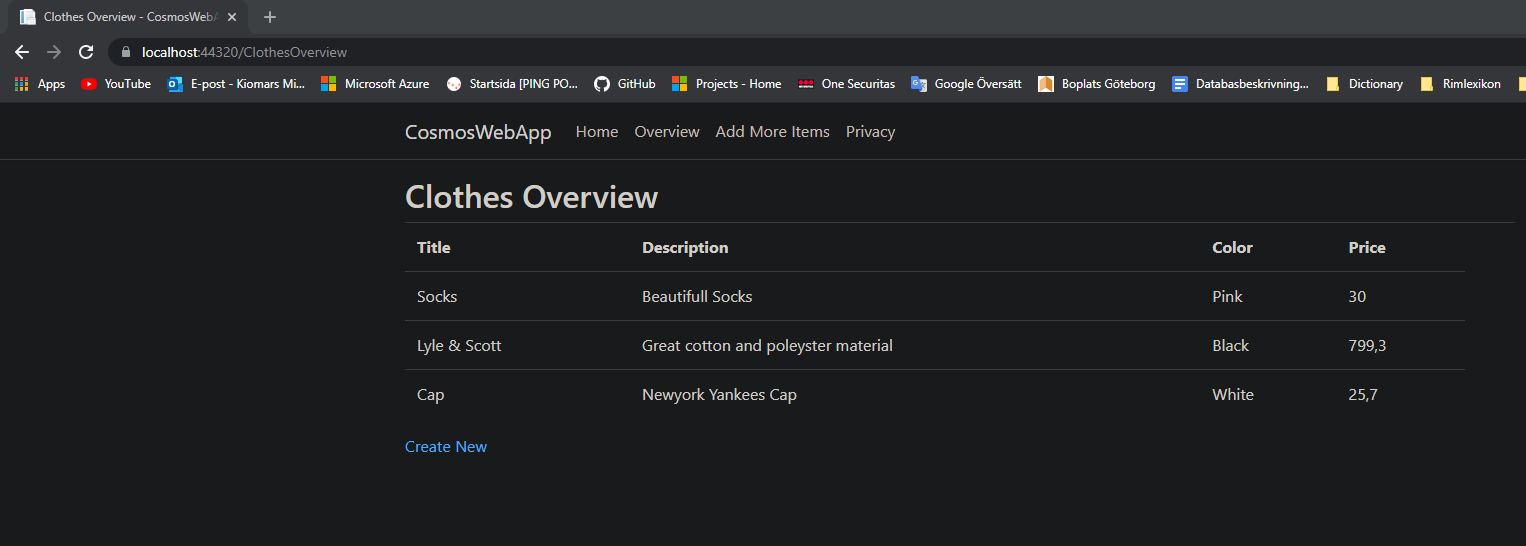 Clothes Overview - CosmosWebA
localhost:44320/ClothesOverview
Apps YouTube E-post - Kiomars Mi... Microsoft Azure Startsida [PING PO... GitHub Projects - Home One Securitas Google Översätt Boplats Göteborg Databasbeskrivning... Dictionary Rimlexikon
CosmosWebApp Home Overview Add More Items Privacy
Clothes Overview
Title Description Color Price
Socks Beautifull Socks Pink 30
Lyle & Scott Great cotton and poleyster material Black 799,3
Cap Newyork Yankees Cap White 25,7
Create New